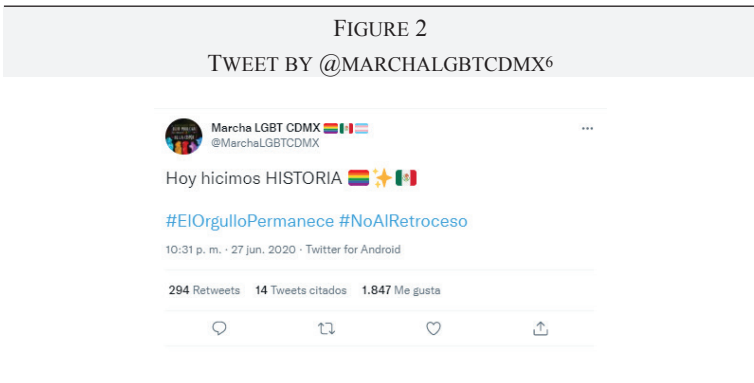 FIGURE 2
TWEET BY @MARCHALGBTCDMX6
Marcha LGBT CDMX 🏳️‍🌈🇲🇽🏳️‍⚧️
@MarchaLGBTCDMX
Hoy hicimos HISTORIA 🏳️‍🌈✨🇲🇽
#ElOrgulloPermanece #NoAlRetroceso
10:31 p. m. · 27 jun. 2020 · Twitter for Android
294 Retweets 14 Tweets citados 1.847 Me gusta